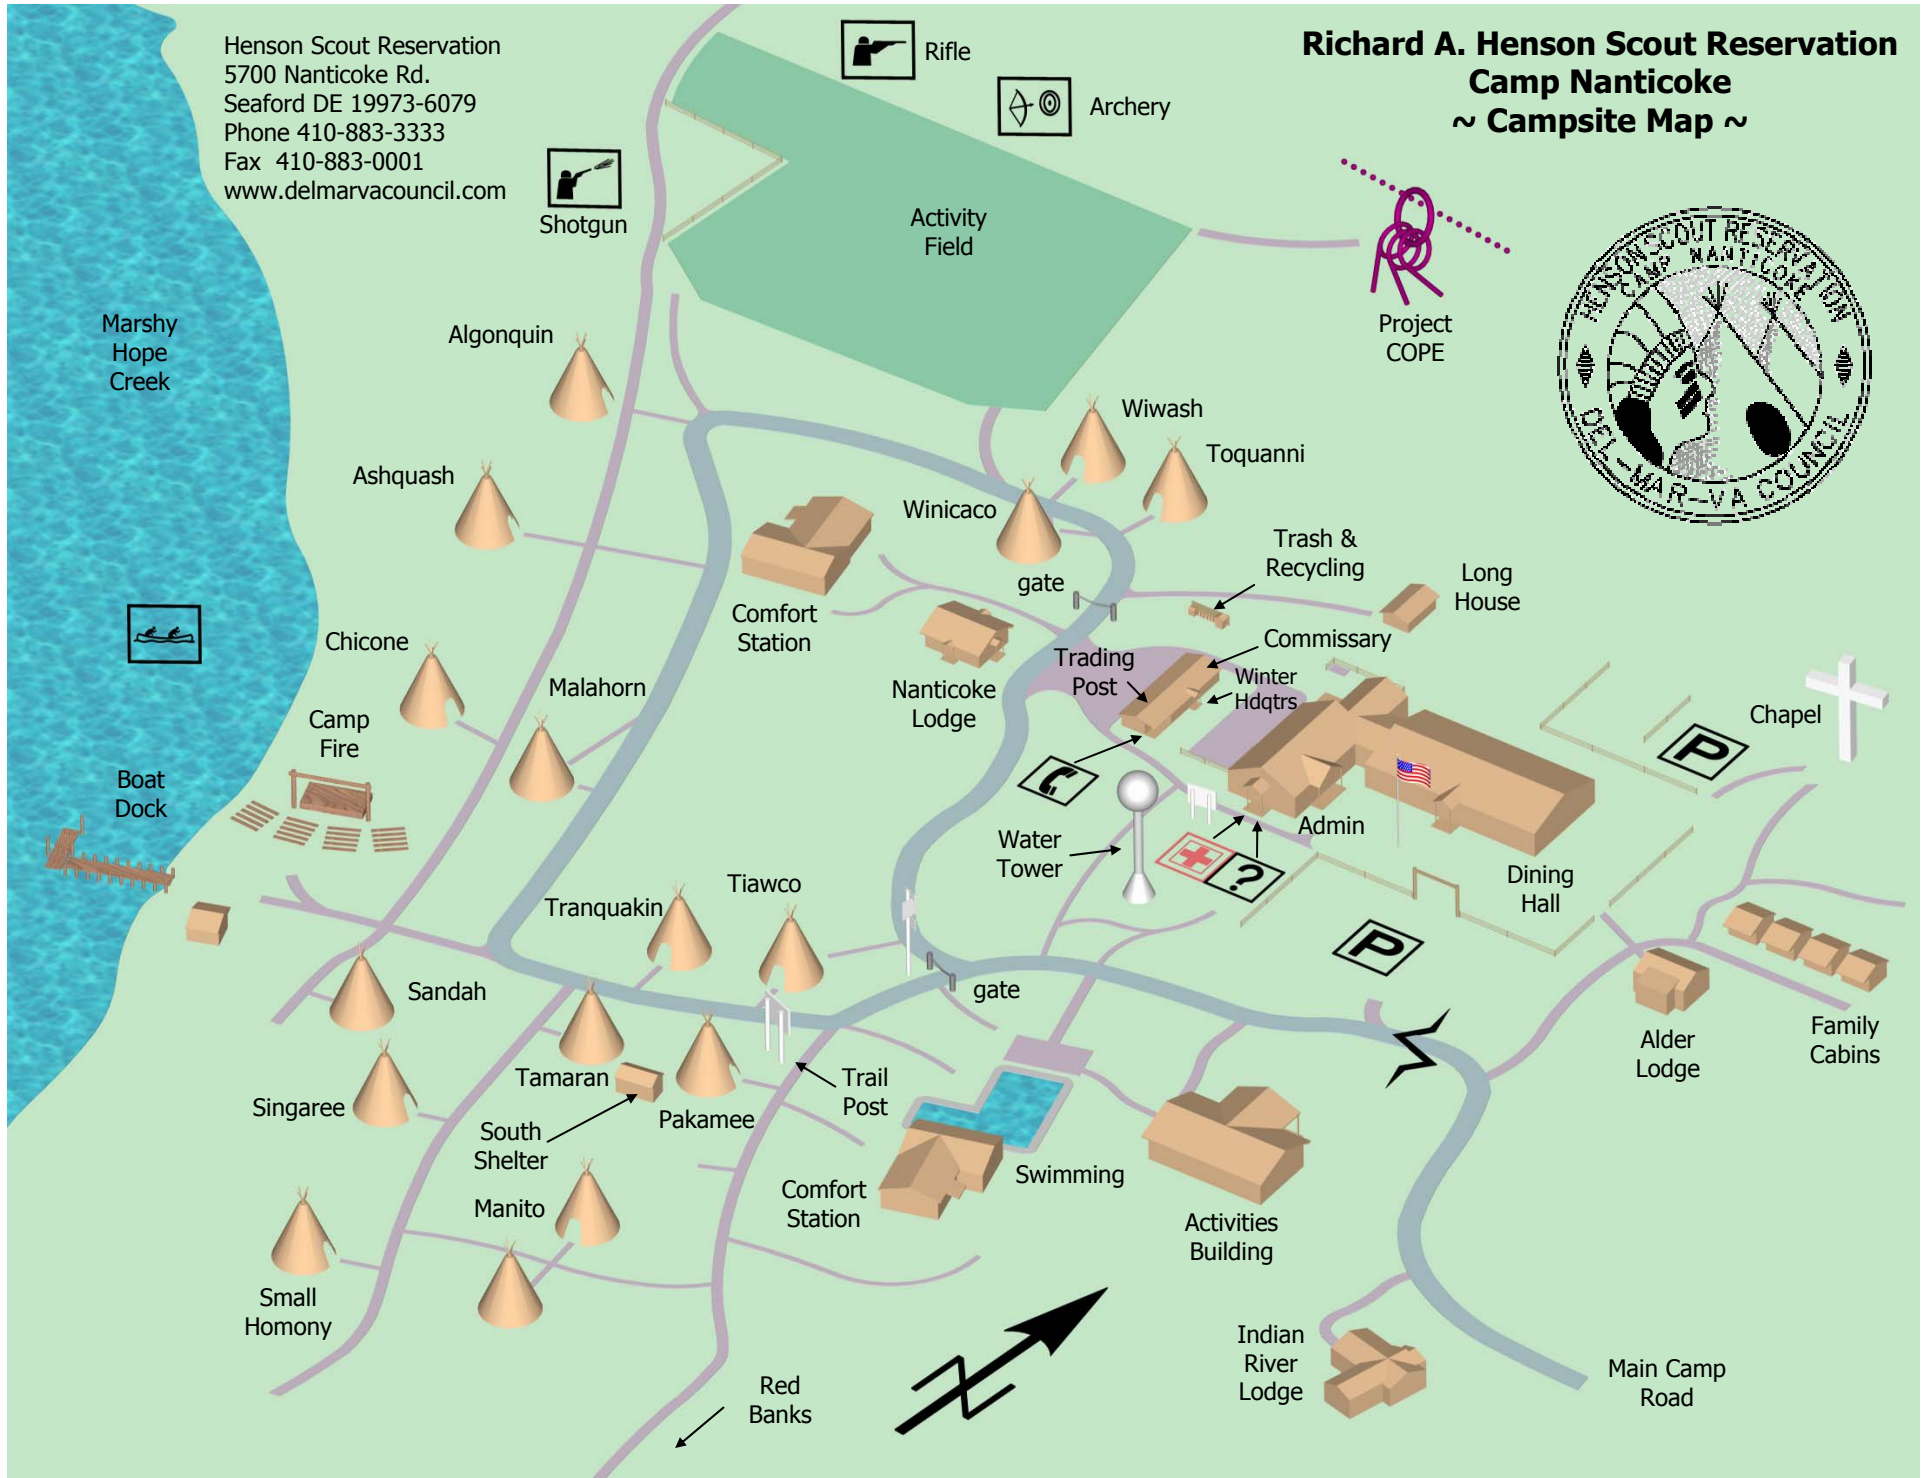 Henson Scout Reservation
5700 Nanticoke Rd.
Seaford DE 19973-6079
Phone 410-883-3333
Fax 410-883-0001
www.delmarvacouncil.com
Richard A. Henson Scout Reservation
Camp Nanticoke
~ Campsite Map ~
Rifle
Archery
Shotgun
Activity
Field
Project
COPE
HENSON SCOUT RESERVATION
CAMP NANTICOKE
DEL-MAR-VA COUNCIL
Marshy
Hope
Creek
Algonquin
Wiwash
Toquanni
Ashquash
Winicaco
Trash &
Recycling
gate
Long
House
Comfort
Station
Chicone
Commissary
Trading
Post
Winter
Hdqtrs
Malahorn
Nanticoke
Lodge
Camp
Fire
Chapel
P
Boat
Dock
Water
Tower
Admin
?
Dining
Hall
Tiawco
Tranquakin
P
Sandah
gate
Alder
Lodge
Family
Cabins
Tamaran
Trail
Post
Singaree
South
Shelter
Pakamee
Swimming
Comfort
Station
Manito
Activities
Building
Small
Homony
N
Indian
River
Lodge
Main Camp
Road
Red
Banks